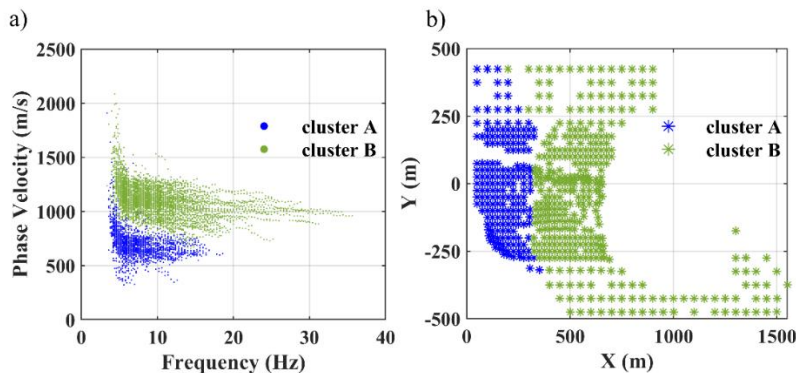 a)
2500
2000
1500
1000
500
0
Phase Velocity (m/s)
cluster A
cluster B
0
10
20
30
40
Frequency (Hz)
b)
500
250
0
-250
-500
Y (m)
cluster A
cluster B
0
500
1000
1500
X (m)